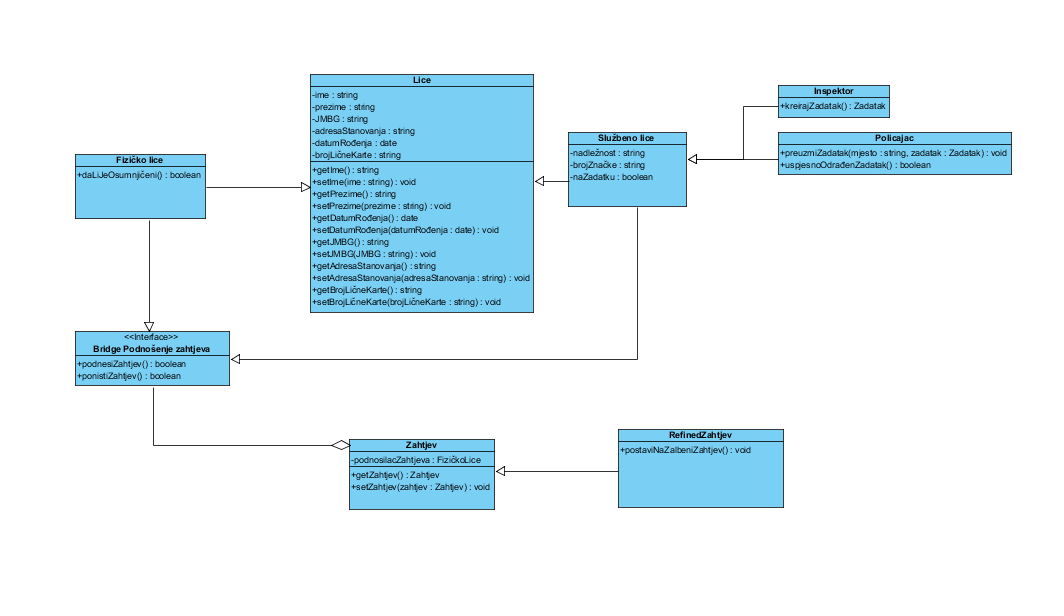 Lice
-ime : string
-prezime : string
-JMBG : string
-adresaStanovanja : string
-datumRođenja : date
-brojLičneKarte : string
+getIme() : string
+setIme(ime : string) : void
+getPrezime() : string
+setPrezime(prezime : string) : void
+getDatumRođenja() : date
+setDatumRođenja(datumRođenja : date) : void
+getJMBG() : string
+setJMBG(JMBG : string) : void
+getAdresaStanovanja() : string
+setAdresaStanovanja(adresaStanovanja : string) : void
+getBrojLičneKarte() : string
+setBrojLičneKarte(brojLičneKarte : string) : void
Inspektor
+kreirajZadatak() : Zadatak
Službeno lice
-nadležnost : string
-brojZnačke : string
-naZadatku : boolean
Policajac
+preuzmiZadatak(mjesto : string, zadatak : Zadatak) : void
+uspjesnoOdrađenZadatak() : boolean
Fizičko lice
+daLiJeOsumnjičeni() : boolean
<<Interface>>
Bridge Podnošenje zahtjeva
+podnesiZahtjev() : boolean
+ponistiZahtjev() : boolean
Zahtjev
-podnosilacZahtjeva : FizičkoLice
+getZahtjev() : Zahtjev
+setZahtjev(zahtjev : Zahtjev) : void
RefinedZahtjev
+postaviNaZalbeniZahtjev() : void